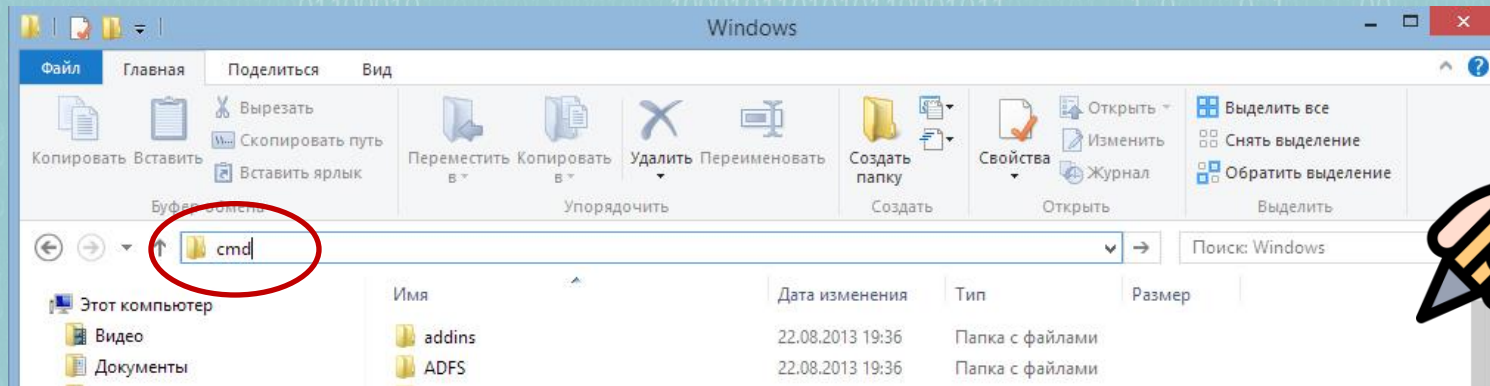 Windows
Файл Главная Поделиться Вид
Копировать Вставить
Вырезать
Скопировать путь
Вставить ярлык
Переместить в Копировать в Удалить Переименовать
Создать папку
Свойства
Открыть
Изменить
Журнал
Выделить все
Снять выделение
Обратить выделение
Буфер обмена Упорядочить Создать Открыть Выделить
cmd Поиск: Windows
Этот компьютер
Видео
Документы
Имя Дата изменения Тип Размер
addins 22.08.2013 19:36 Папка с файлами
ADFS 22.08.2013 19:36 Папка с файлами